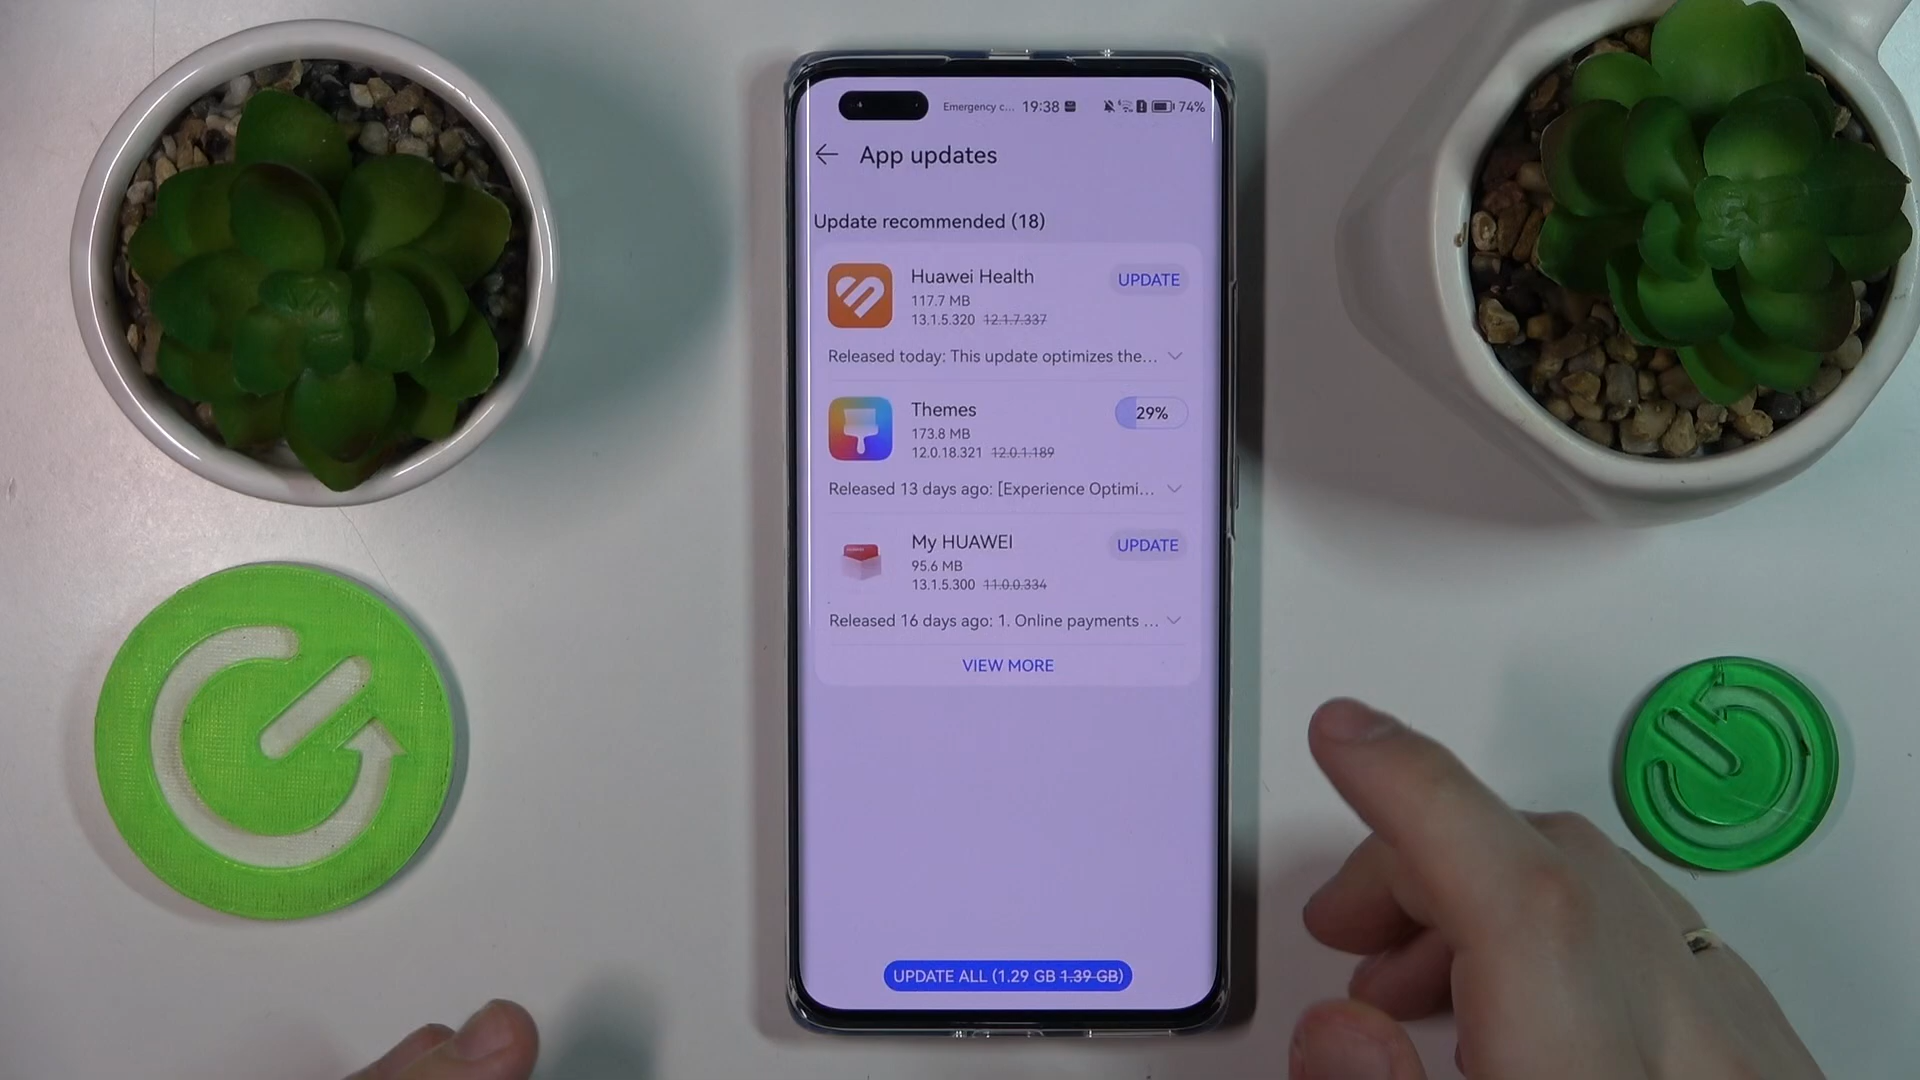 Emergency c... 19:38 74%
App updates
Update recommended (18)
Huawei Health
UPDATE
117.7 MB
13.1.5.320 12.1.7.337
Released today: This update optimizes the...
Themes
29%
173.8 MB
12.0.18.321 12.0.1.189
Released 13 days ago: [Experience Optimi...
My HUAWEI
UPDATE
95.6 MB
13.1.5.300 11.0.0.334
Released 16 days ago: 1. Online payments ...
VIEW MORE
UPDATE ALL (1.29 GB 1.39 GB)